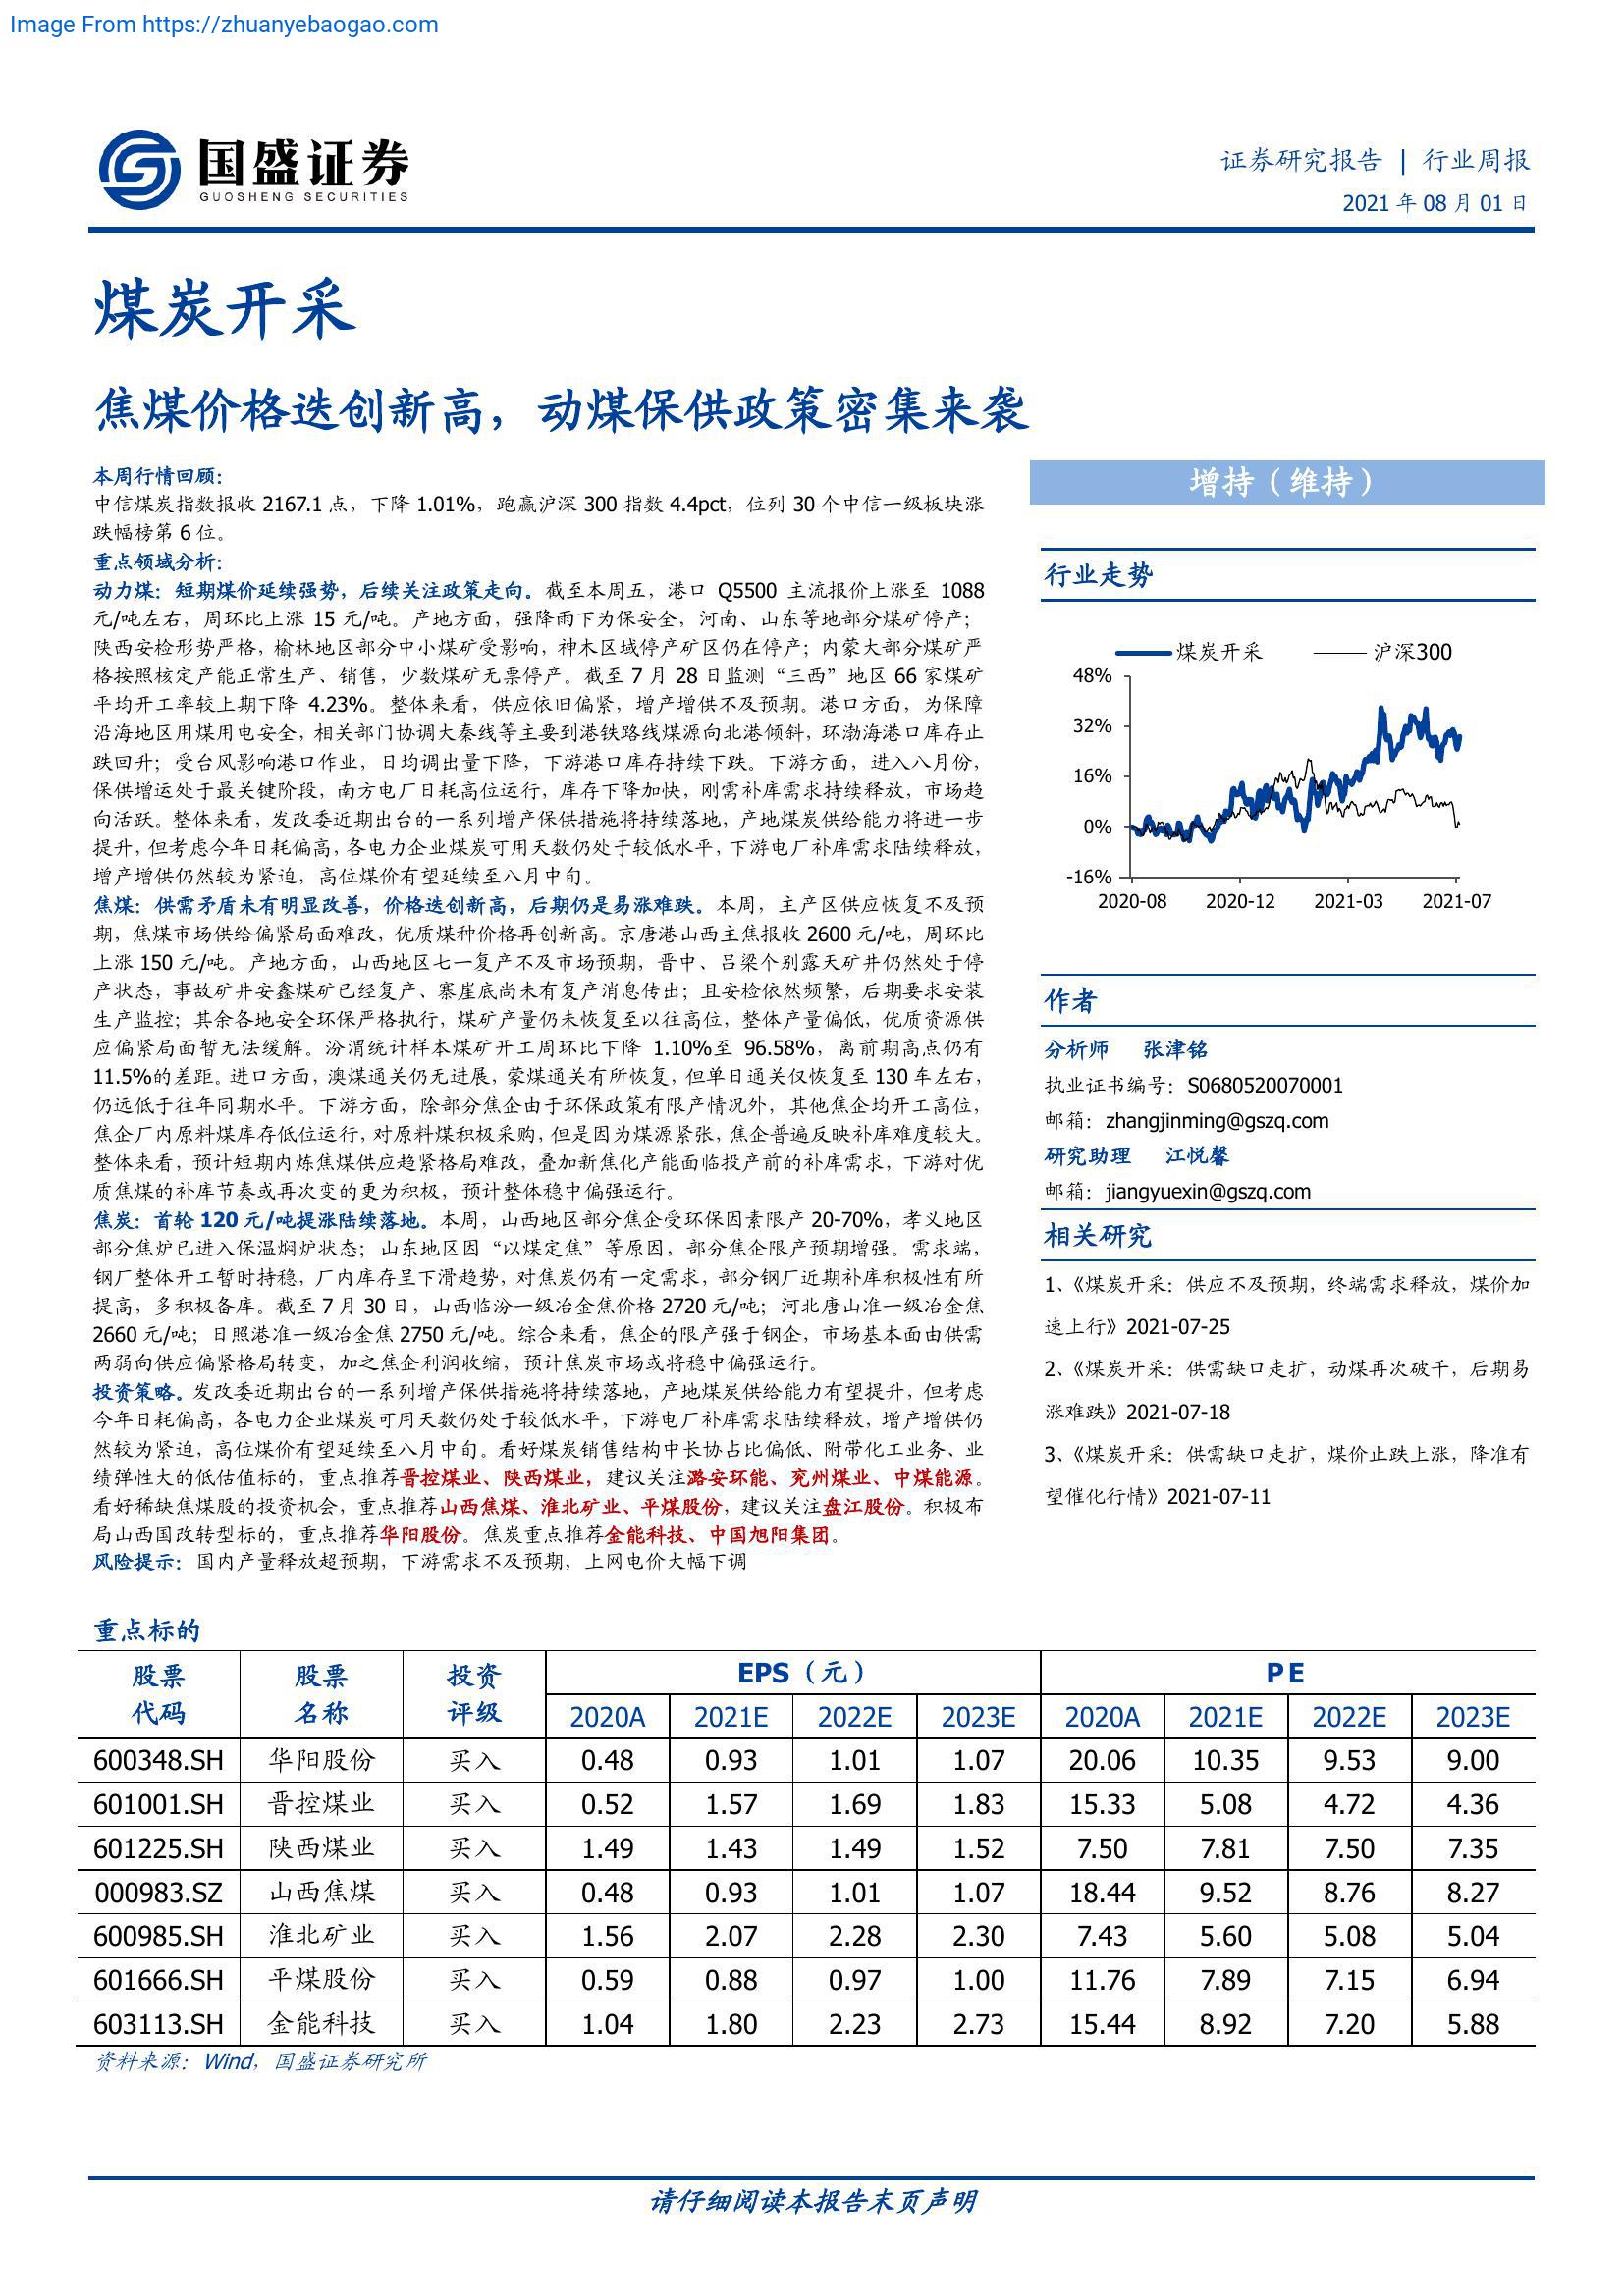 Image From https://zhuanyebaogao.com
国盛证券
GUOSHENG SECURITIES
证券研究报告 | 行业周报
2021 年 08 月 01 日
煤炭开采
焦煤价格迭创新高，动煤保供政策密集来袭
本周行情回顾：
中信煤炭指数报收 2167.1 点，下降 1.01%，跑赢沪深 300 指数 4.4pct，位列 30 个中信一级板块涨
跌幅榜第 6 位。
重点领域分析：
动力煤：短期煤价延续强势，后续关注政策走向。截至本周五，港口 Q5500 主流报价上涨至 1088
元/吨左右，周环比上涨 15 元/吨。产地方面，强降雨下为保安全，河南、山东等地部分煤矿停产；
陕西安检形势严格，榆林地区部分中小煤矿受影响，神木区域停产矿区仍在停产；内蒙大部分煤矿严
格按照核定产能正常生产、销售，少数煤矿无票停产。截至 7 月 28 日监测“三西”地区 66 家煤矿
平均开工率较上期下降 4.23%。整体来看，供应依旧偏紧，增产增供不及预期。港口方面，为保障
沿海地区用煤用电安全，相关部门协调大秦线等主要到港铁路线煤源向北港倾斜，环渤海港口库存止
跌回升；受台风影响港口作业，日均调出量下降，下游港口库存持续下跌。下游方面，进入八月份，
保供增运处于最关键阶段，南方电厂日耗高位运行，库存下降加快，刚需补库需求持续释放，市场趋
向活跃。整体来看，发改委近期出台的一系列增产保供措施将持续落地，产地煤炭供给能力将进一步
提升，但考虑今年日耗偏高，各电力企业煤炭可用天数仍处于较低水平，下游电厂补库需求陆续释放，
增产增供仍然较为紧迫，高位煤价有望延续至八月中旬。
焦煤：供需矛盾未有明显改善，价格迭创新高，后期仍是易涨难跌。本周，主产区供应恢复不及预
期，焦煤市场供给偏紧局面难改，优质煤种价格再创新高。京唐港山西主焦报收 2600 元/吨，周环比
上涨 150 元/吨。产地方面，山西地区七一复产不及市场预期，晋中、吕梁个别露天矿井仍然处于停
产状态，事故矿井安鑫煤矿已经复产、寨崖底尚未有复产消息传出；且安检依然频繁，后期要求安装
生产监控；其余各地安全环保严格执行，煤矿产量仍未恢复至以往高位，整体产量偏低，优质资源供
应偏紧局面暂无法缓解。汾渭统计样本煤矿开工周环比下降 1.10%至 96.58%，离前期高点仍有
11.5%的差距。进口方面，澳煤通关仍无进展，蒙煤通关有所恢复，但单日通关仅恢复至 130 车左右，
仍远低于往年同期水平。下游方面，除部分焦企由于环保政策有限产情况外，其他焦企均开工高位，
焦企厂内原料煤库存低位运行，对原料煤积极采购，但是因为煤源紧张，焦企普遍反映补库难度较大。
整体来看，预计短期内炼焦煤供应趋紧格局难改，叠加新焦化产能面临投产前的补库需求，下游对优
质焦煤的补库节奏或再次变的更为积极，预计整体稳中偏强运行。
焦炭：首轮 120 元/吨提涨陆续落地。本周，山西地区部分焦企受环保因素限产 20-70%，孝义地区
部分焦炉已进入保温焖炉状态；山东地区因“以煤定焦”等原因，部分焦企限产预期增强。需求端，
钢厂整体开工暂时持稳，厂内库存呈下滑趋势，对焦炭仍有一定需求，部分钢厂近期补库积极性有所
提高，多积极备库。截至 7 月 30 日，山西临汾一级冶金焦价格 2720 元/吨；河北唐山准一级冶金焦
2660 元/吨；日照港准一级冶金焦 2750 元/吨。综合来看，焦企的限产强于钢企，市场基本面由供需
两弱向供应偏紧格局转变，加之焦企利润收缩，预计焦炭市场或将稳中偏强运行。
投资策略。发改委近期出台的一系列增产保供措施将持续落地，产地煤炭供给能力有望提升，但考虑
今年日耗偏高，各电力企业煤炭可用天数仍处于较低水平，下游电厂补库需求陆续释放，增产增供仍
然较为紧迫，高位煤价有望延续至八月中旬。看好煤炭销售结构中长协占比偏低、附带化工业务、业
绩弹性大的低估值标的，重点推荐晋控煤业、陕西煤业，建议关注潞安环能、兖州煤业、中煤能源。
看好稀缺焦煤股的投资机会，重点推荐山西焦煤、淮北矿业、平煤股份，建议关注盘江股份。积极布
局山西国改转型标的，重点推荐华阳股份。焦炭重点推荐金能科技、中国旭阳集团。
风险提示：国内产量释放超预期，下游需求不及预期，上网电价大幅下调
增持（维持）
行业走势
煤炭开采 沪深300
48%
32%
16%
0%
-16%
2020-08 2020-12 2021-03 2021-07
作者
分析师 张津铭
执业证书编号：S0680520070001
邮箱：zhangjinming@gszq.com
研究助理 江悦馨
邮箱：jiangyuexin@gszq.com
相关研究
1、《煤炭开采：供应不及预期，终端需求释放，煤价加
速上行》2021-07-25
2、《煤炭开采：供需缺口走扩，动煤再次破千，后期易
涨难跌》2021-07-18
3、《煤炭开采：供需缺口走扩，煤价止跌上涨，降准有
望催化行情》2021-07-11
重点标的
股票代码 股票名称 投资评级 EPS（元） PE
2020A 2021E 2022E 2023E 2020A 2021E 2022E 2023E
600348.SH 华阳股份 买入 0.48 0.93 1.01 1.07 20.06 10.35 9.53 9.00
601001.SH 晋控煤业 买入 0.52 1.57 1.69 1.83 15.33 5.08 4.72 4.36
601225.SH 陕西煤业 买入 1.49 1.43 1.49 1.52 7.50 7.81 7.50 7.35
000983.SZ 山西焦煤 买入 0.48 0.93 1.01 1.07 18.44 9.52 8.76 8.27
600985.SH 淮北矿业 买入 1.56 2.07 2.28 2.30 7.43 5.60 5.08 5.04
601666.SH 平煤股份 买入 0.59 0.88 0.97 1.00 11.76 7.89 7.15 6.94
603113.SH 金能科技 买入 1.04 1.80 2.23 2.73 15.44 8.92 7.20 5.88
资料来源：Wind，国盛证券研究所
请仔细阅读本报告末页声明